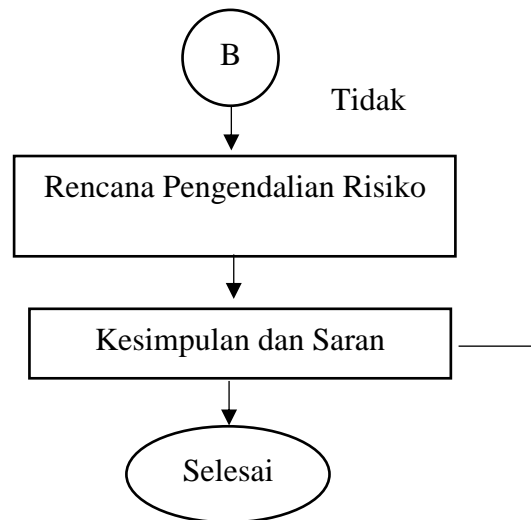 B
Tidak
Rencana Pengendalian Risiko
Kesimpulan dan Saran
Selesai